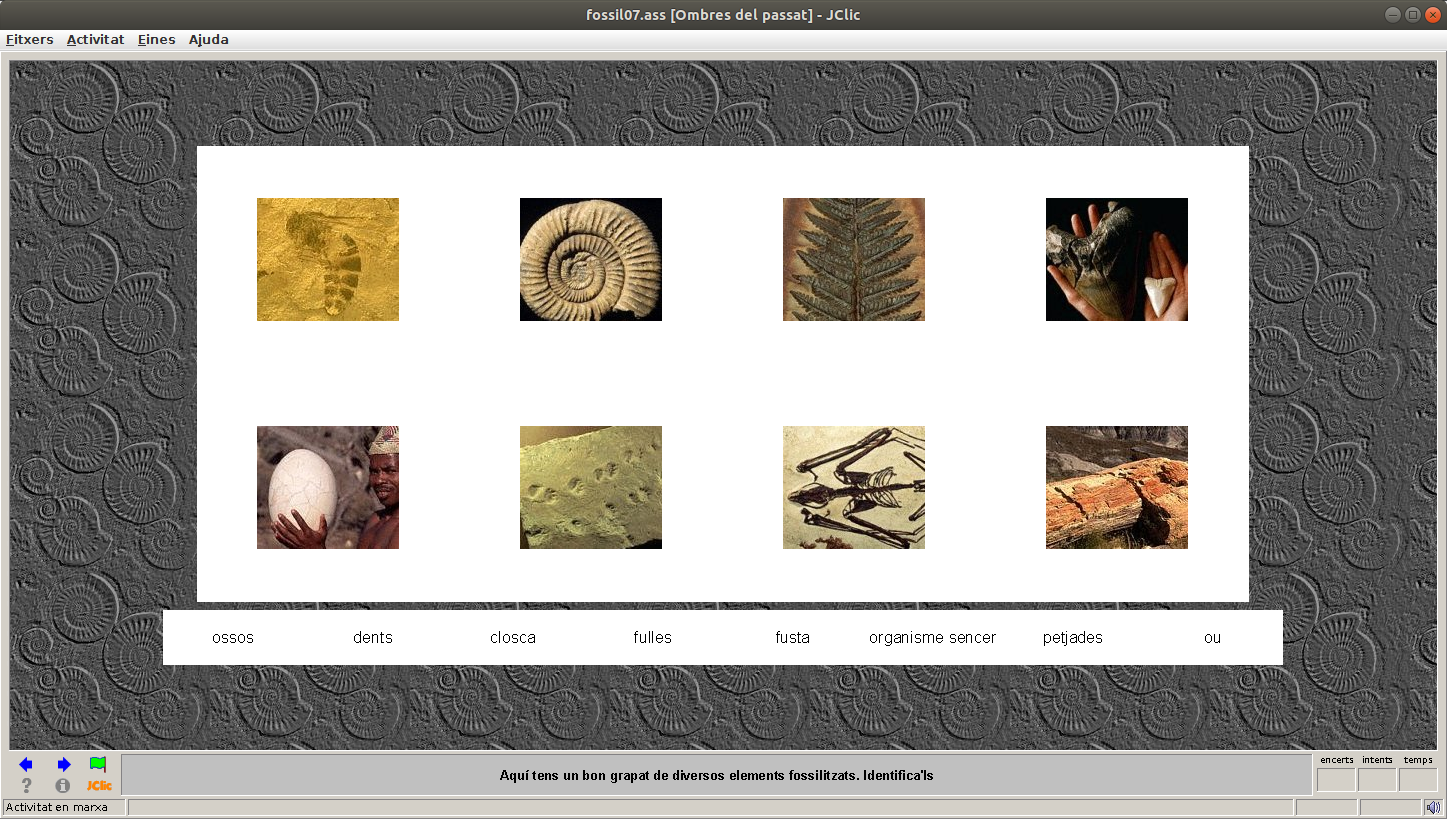 fossil07.ass [Ombres del passat] - JClic
Fitxers Activitat Eines Ajuda
ossos dents closca fulles fusta organisme sencer petjades ou
Aquí tens un bon grapat de diversos elements fossilitzats. Identifica'ls
encerts intents temps
JClic
Activitat en marxa